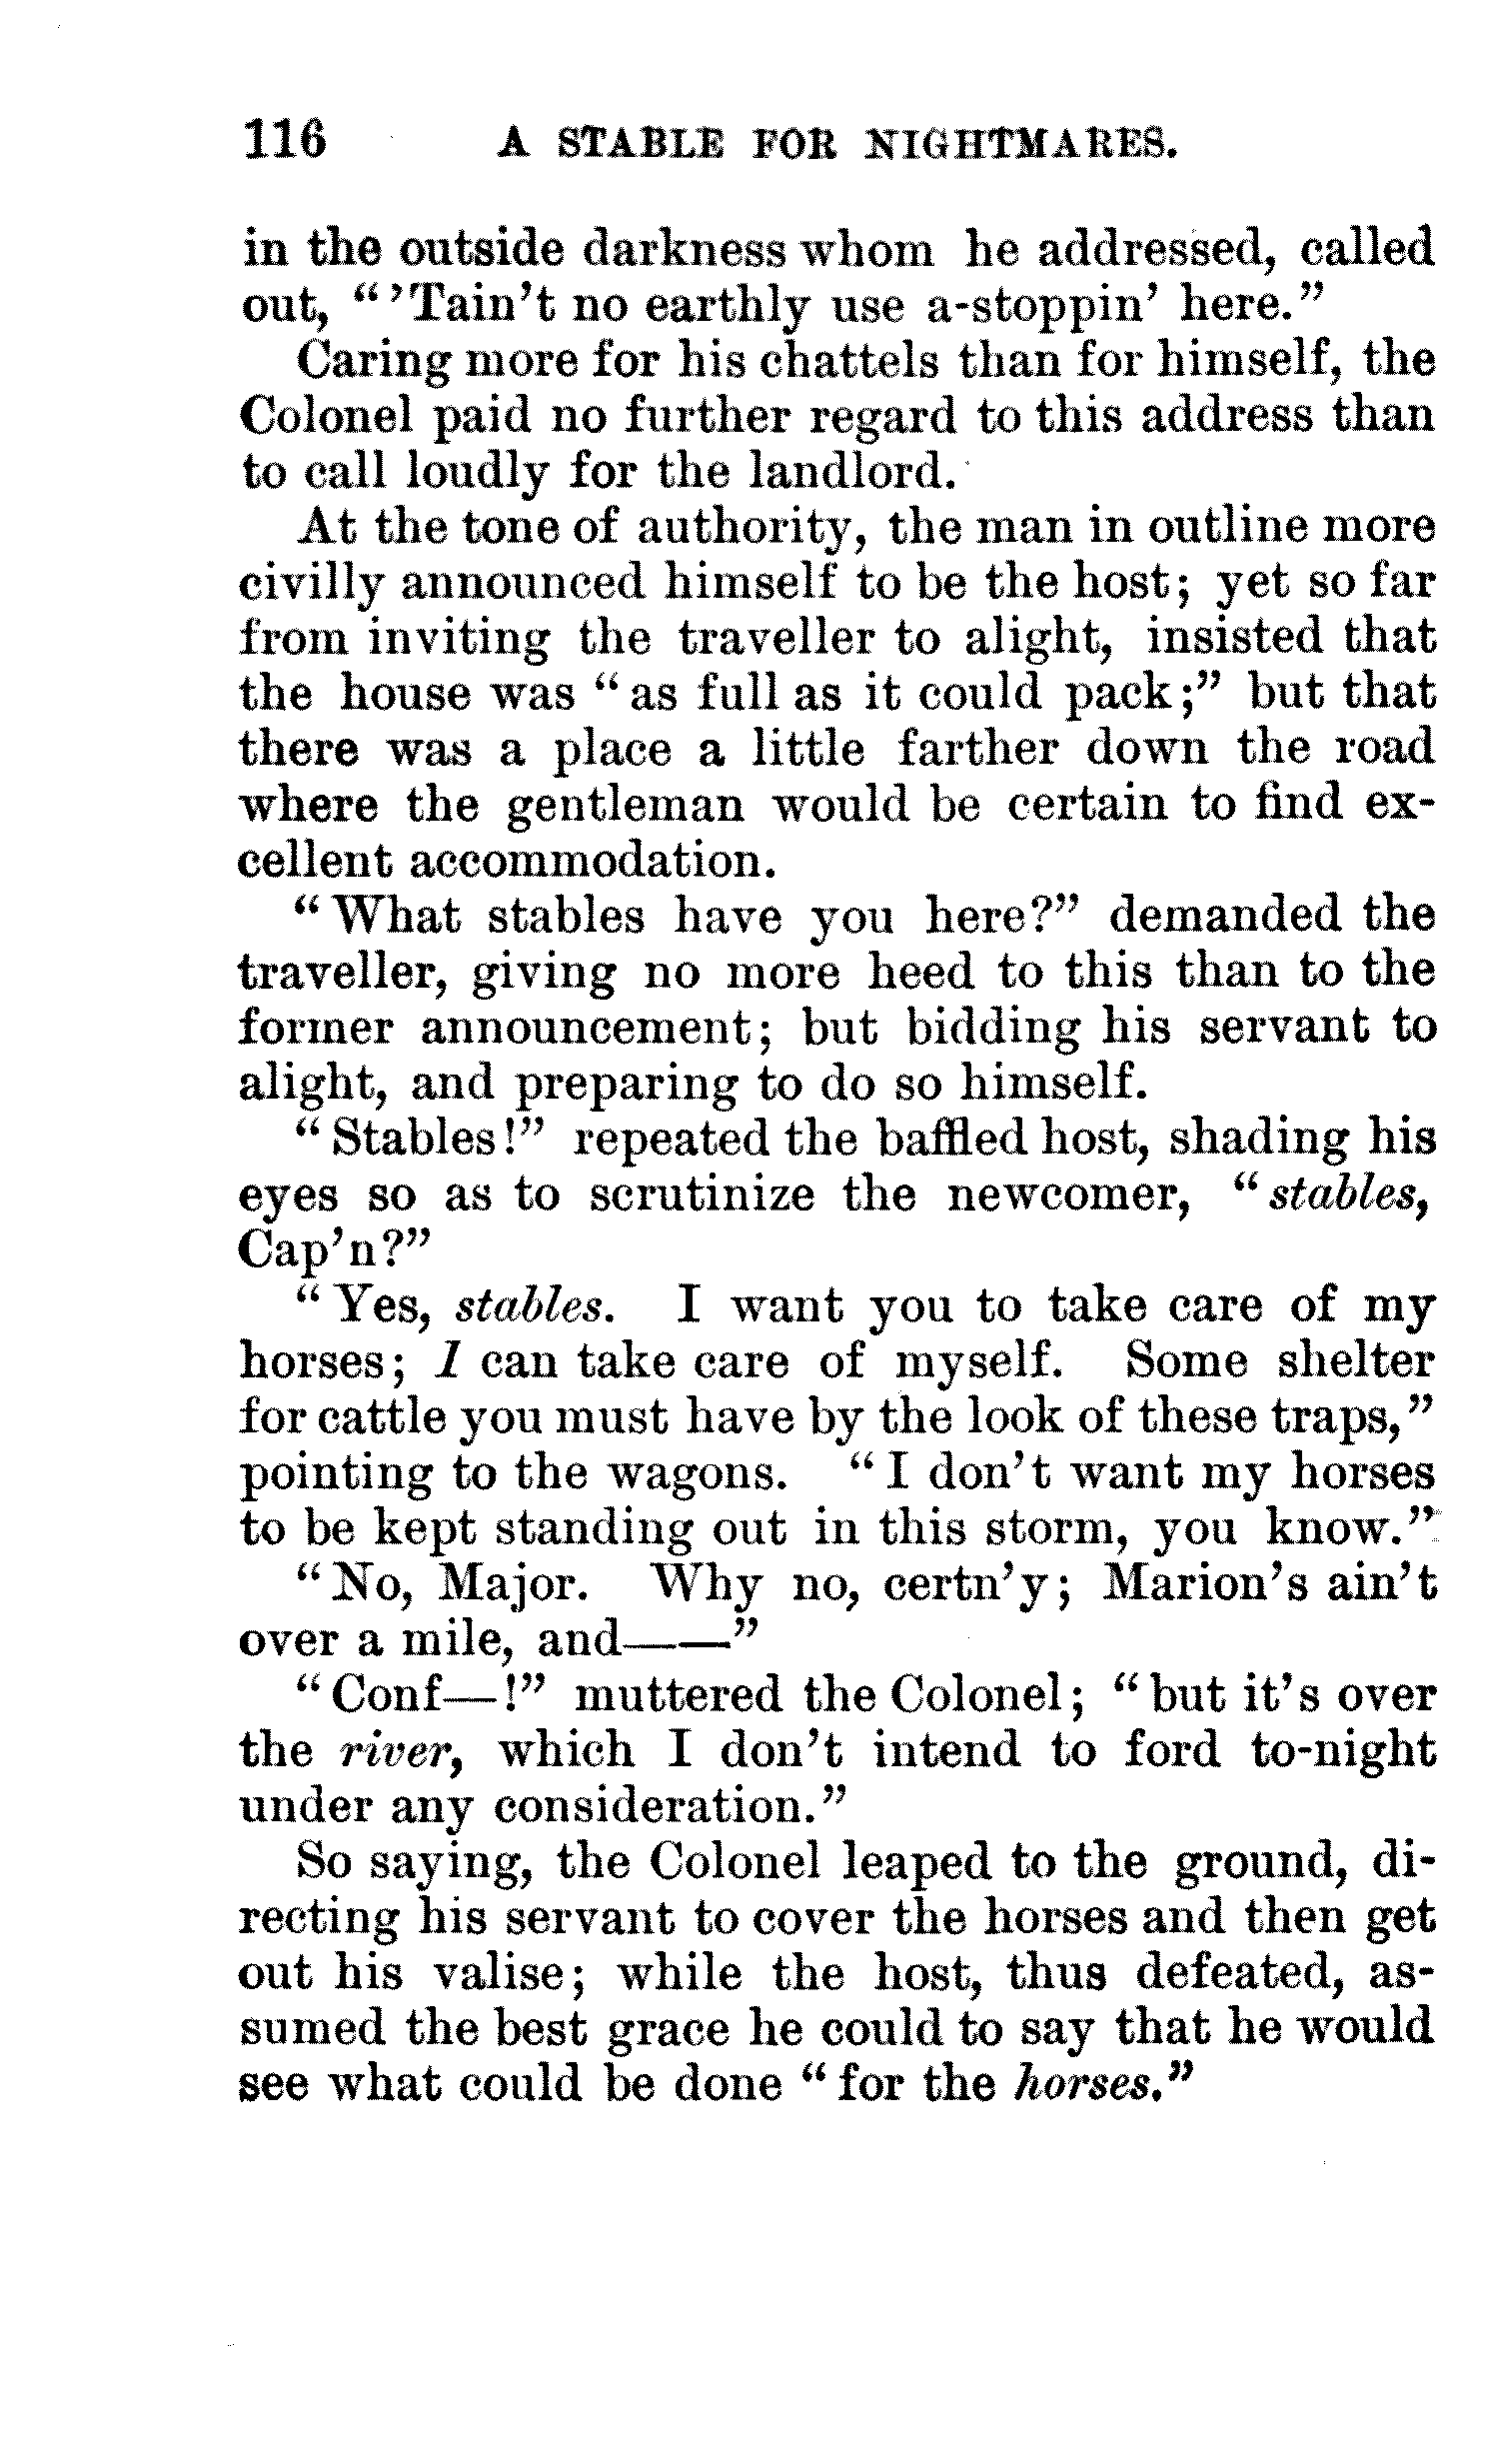 116 A STABLE FOR NIGHTMARES.
in the outside darkness whom he addressed, called
out, “’Tain’t no earthly use a-stoppin’ here.”
Caring more for his chattels than for himself, the
Colonel paid no further regard to this address than
to call loudly for the landlord.
At the tone of authority, the man in outline more
civilly announced himself to be the host; yet so far
from inviting the traveller to alight, insisted that
the house was “as full as it could pack;” but that
there was a place a little farther down the road
where the gentleman would be certain to find ex-
cellent accommodation.
“What stables have you here?” demanded the
traveller, giving no more heed to this than to the
former announcement; but bidding his servant to
alight, and preparing to do so himself.
“Stables!” repeated the baffled host, shading his
eyes so as to scrutinize the newcomer, “stables,
Cap’n?”
“Yes, stables. I want you to take care of my
horses; I can take care of myself. Some shelter
for cattle you must have by the look of these traps,”
pointing to the wagons. “I don’t want my horses
to be kept standing out in this storm, you know.”
“No, Major. Why no, certn’y; Marion’s ain’t
over a mile, and——”
“Conf—!” muttered the Colonel; “but it’s over
the river, which I don’t intend to ford to-night
under any consideration.”
So saying, the Colonel leaped to the ground, di-
recting his servant to cover the horses and then get
out his valise; while the host, thus defeated, as-
sumed the best grace he could to say that he would
see what could be done “for the horses.”